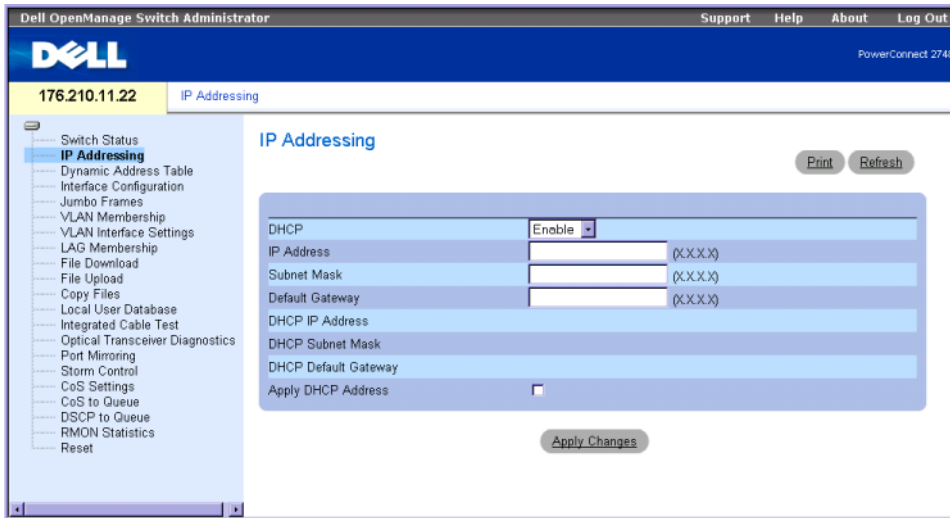 Dell OpenManage Switch Administrator
Support Help About Log Out
DELL
PowerConnect 2748
176.210.11.22
IP Addressing
Switch Status
IP Addressing
Dynamic Address Table
Interface Configuration
Jumbo Frames
VLAN Membership
VLAN Interface Settings
LAG Membership
File Download
File Upload
Copy Files
Local User Database
Integrated Cable Test
Optical Transceiver Diagnostics
Port Mirroring
Storm Control
CoS Settings
CoS to Queue
DSCP to Queue
RMON Statistics
Reset
IP Addressing
Print Refresh
DHCP Enable
IP Address (X.X.X.X)
Subnet Mask (X.X.X.X)
Default Gateway (X.X.X.X)
DHCP IP Address
DHCP Subnet Mask
DHCP Default Gateway
Apply DHCP Address
Apply Changes